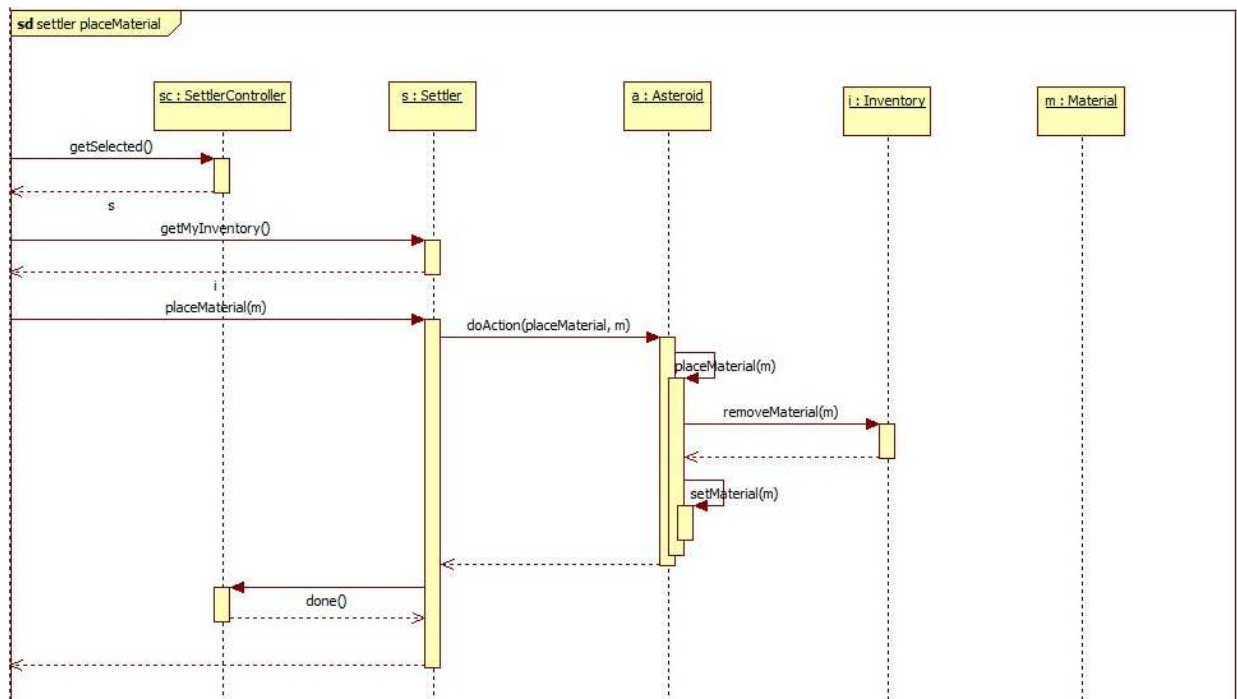 sd settler placeMaterial
sc : SettlerController
s : Settler
a : Asteroid
i : Inventory
m : Material
getSelected()
s
getMyInventory()
i
placeMaterial(m)
doAction(placeMaterial, m)
placeMaterial(m)
removeMaterial(m)
setMaterial(m)
done()